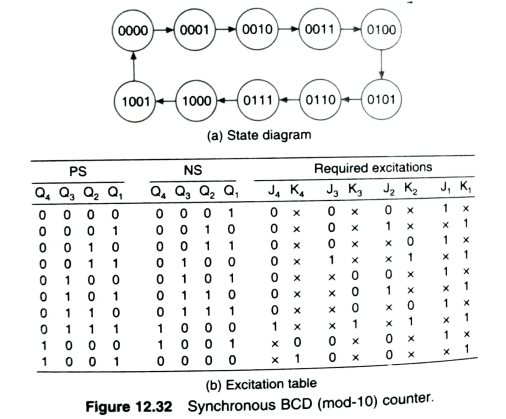 0000 0001 0010 0011 0100
1001 1000 0111 0110 0101
(a) State diagram
PS NS Required excitations
Q4 Q3 Q2 Q1 Q4 Q3 Q2 Q1 J4 K4 J3 K3 J2 K2 J1 K1
0 0 0 0 0 0 0 1 0 × 0 × 0 × 1 ×
0 0 0 1 0 0 1 0 0 × 0 × 1 × × 1
0 0 1 0 0 0 1 1 0 × 0 × × 0 1 ×
0 0 1 1 0 1 0 0 0 × 1 × × 1 × 1
0 1 0 0 0 1 0 1 0 × × 0 0 × 1 ×
0 1 0 1 0 1 1 0 0 × × 0 1 × × 1
0 1 1 0 0 1 1 1 0 × × 0 × 0 1 ×
0 1 1 1 1 0 0 0 1 × × 1 × 1 × 1
1 0 0 0 1 0 0 1 × 0 0 × 0 × 1 ×
1 0 0 1 0 0 0 0 × 1 0 × 0 × × 1
(b) Excitation table
Figure 12.32 Synchronous BCD (mod-10) counter.